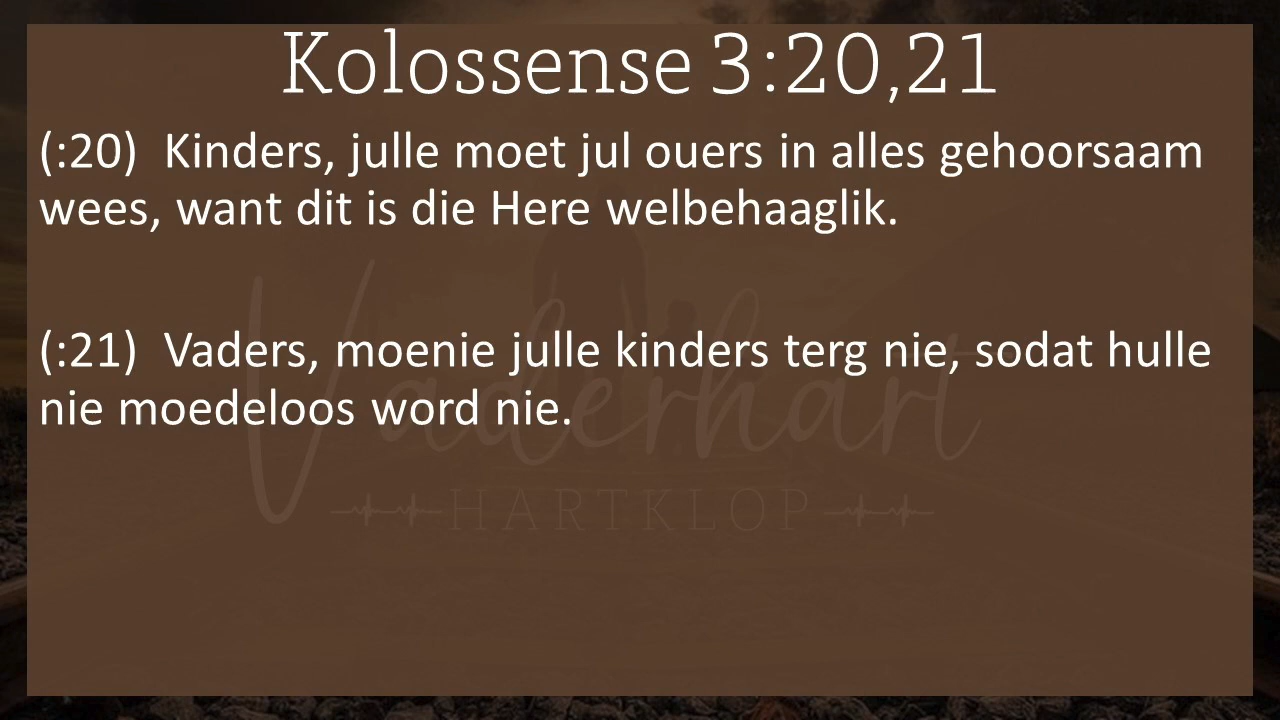 Kolossense 3:20,21
(:20) Kinders, julle moet jul ouers in alles gehoorsaam
wees, want dit is die Here welbehaaglik.
(:21) Vaders, moenie julle kinders terg nie, sodat hulle
nie moedeloos word nie.
Vaderhart
HARTKLOP